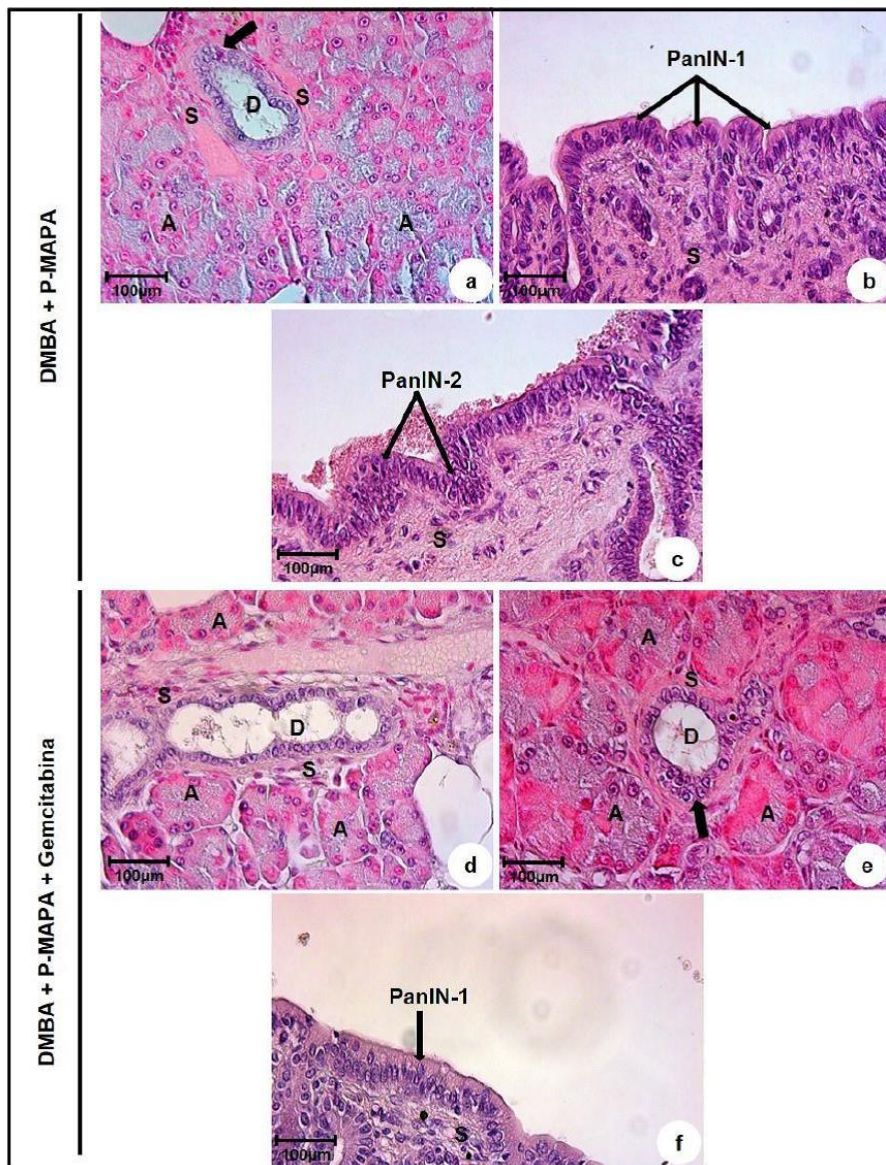 DMBA + P-MAPA
D
S
S
A
A
100µm
a
PanIN-1
S
100µm
b
PanIN-2
S
100µm
c
DMBA + P-MAPA + Gemcitabina
A
S
D
S
A
A
100µm
d
A
S
D
A
A
100µm
e
PanIN-1
S
100µm
f